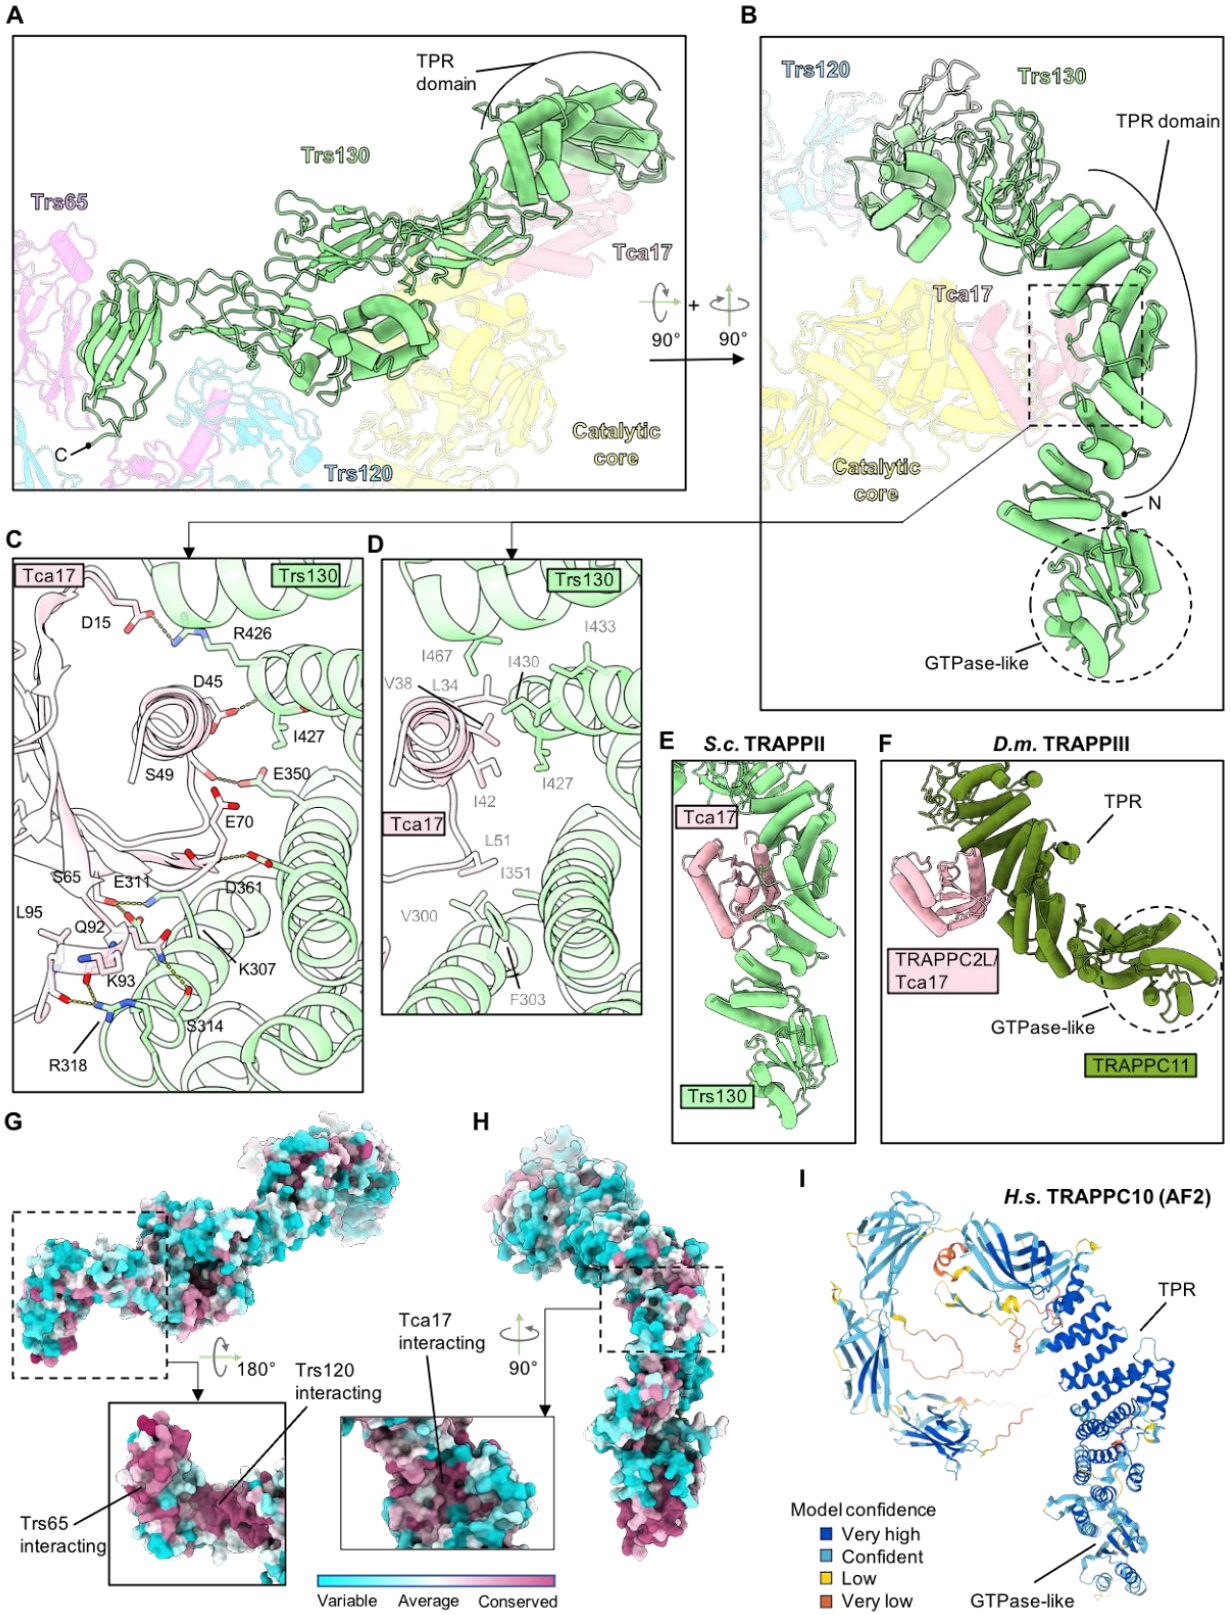 A
TPR
domain
Trs130
Trs65
Tca17
90°
+
90°
Catalytic
core
Trs120
C
B
Trs120
Trs130
TPR domain
Tca17
Catalytic
core
N
GTPase-like
C
Tca17
Trs130
D15
R426
D45
I427
S49
E350
E70
S65
E311
D361
L95
Q92
K93
K307
S314
R318
D
Trs130
I433
I467
I430
V38
L34
I427
I42
Tca17
L51
I351
V300
F303
E
S.c. TRAPPII
Tca17
Trs130
F
D.m. TRAPPIII
TPR
TRAPPC2L/
Tca17
GTPase-like
TRAPPC11
G
180°
Trs120
interacting
Trs65
interacting
H
Tca17
interacting
90°
Variable
Average
Conserved
I
H.s. TRAPPC10 (AF2)
TPR
Model confidence
Very high
Confident
Low
Very low
GTPase-like